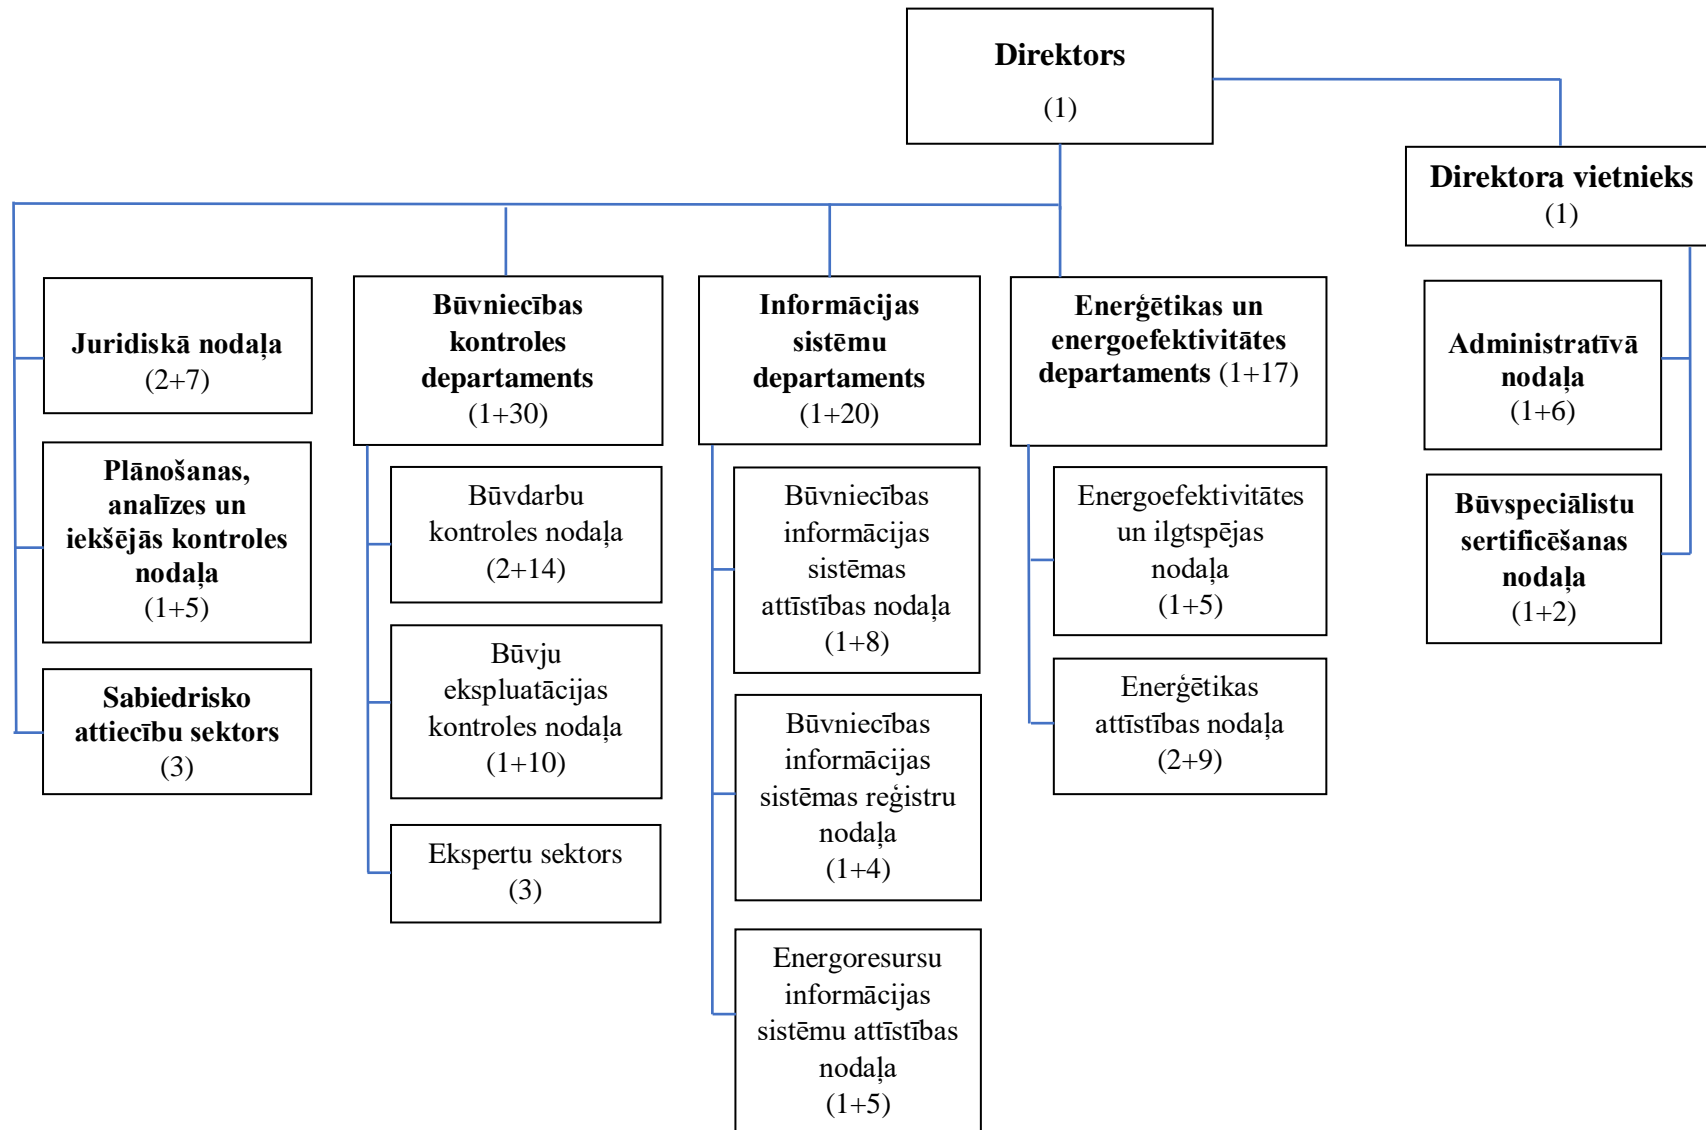 Direktors
(1)
Direktora vietnieks
(1)
Juridiskā nodaļa
(2+7)
Plānošanas,
analīzes un
iekšējās kontroles
nodaļa
(1+5)
Sabiedrisko
attiecību sektors
(3)
Būvniecības
kontroles
departaments
(1+30)
Būvdarbu
kontroles nodaļa
(2+14)
Būvju
ekspluatācijas
kontroles nodaļa
(1+10)
Ekspertu sektors
(3)
Informācijas
sistēmu
departaments
(1+20)
Būvniecības
informācijas
sistēmas
attīstības nodaļa
(1+8)
Būvniecības
informācijas
sistēmas reģistru
nodaļa
(1+4)
Energoresursu
informācijas
sistēmu attīstības
nodaļa
(1+5)
Enerģētikas un
energoefektivitātes
departaments (1+17)
Energoefektivitātes
un ilgtspējas
nodaļa
(1+5)
Enerģētikas
attīstības nodaļa
(2+9)
Administratīvā
nodaļa
(1+6)
Būvspeciālistu
sertificēšanas
nodaļa
(1+2)